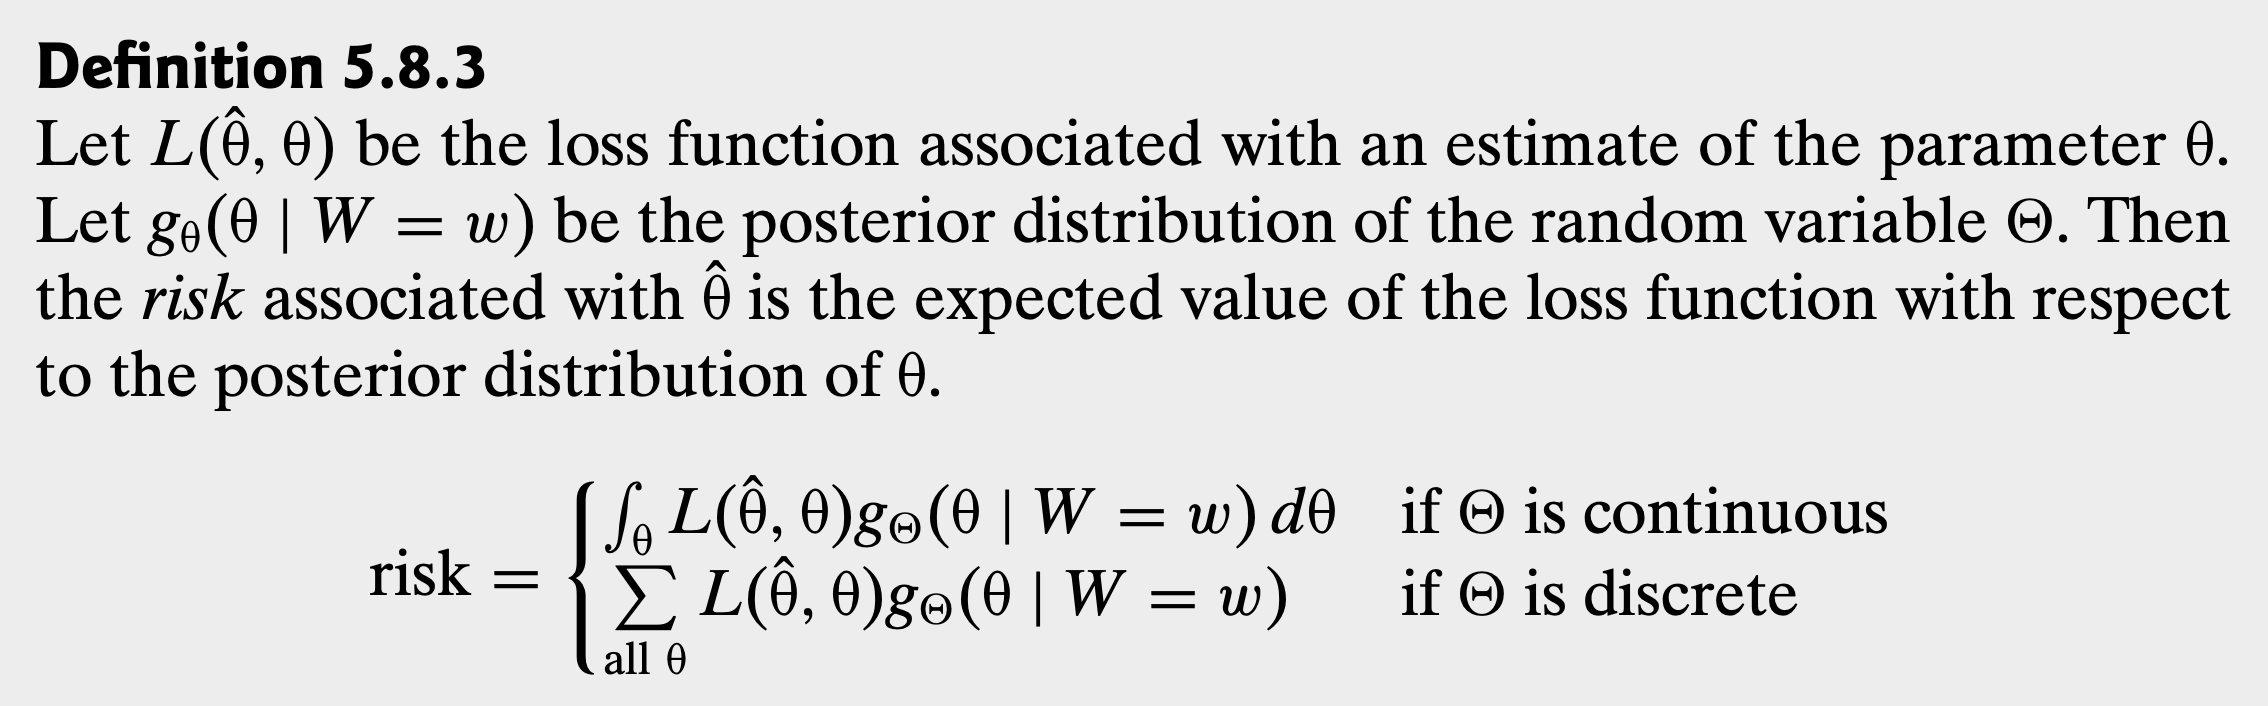 Definition 5.8.3
Let L(θ̂, θ) be the loss function associated with an estimate of the parameter θ.
Let g_θ(θ | W = w) be the posterior distribution of the random variable Θ. Then
the risk associated with θ̂ is the expected value of the loss function with respect
to the posterior distribution of θ.
risk = { ∫_θ L(θ̂, θ)g_Θ(θ | W = w) dθ if Θ is continuous
∑_{all θ} L(θ̂, θ)g_Θ(θ | W = w) if Θ is discrete